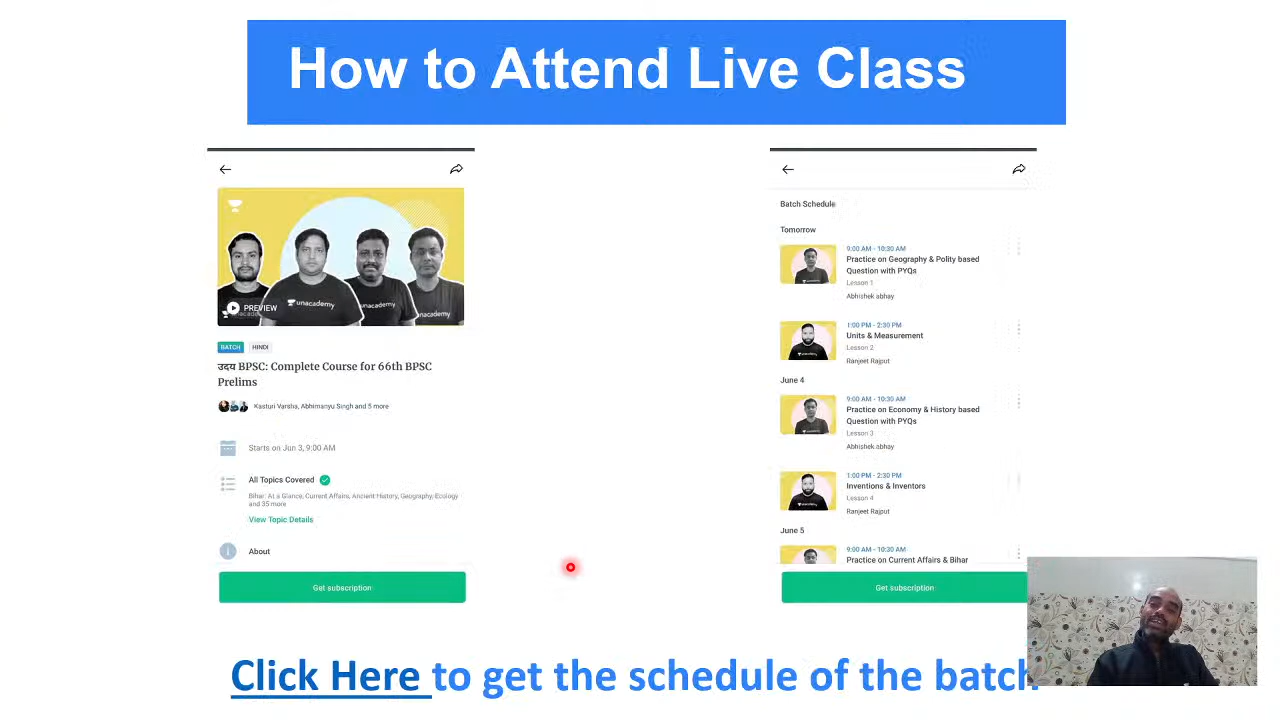 How to Attend Live Class
unacademy
unacademy
unacademy
PREVIEW
BATCH HINDI
उदय BPSC: Complete Course for 66th BPSC
Prelims
Kasturi Varsha, Abhimanyu Singh and 5 more
Starts on Jun 3, 9:00 AM
All Topics Covered
Bihar: At a Glance, Current Affairs, Ancient History, Geography, Ecology
and 35 more
View Topic Details
About
Get subscription
Batch Schedule
Tomorrow
9:00 AM - 10:30 AM
Practice on Geography & Polity based
Question with PYQs
Lesson 1
Abhishek abhay
1:00 PM - 2:30 PM
Units & Measurement
Lesson 2
Ranjeet Rajput
June 4
9:00 AM - 10:30 AM
Practice on Economy & History based
Question with PYQs
Lesson 3
Abhishek abhay
1:00 PM - 2:30 PM
Inventions & Inventors
Lesson 4
Ranjeet Rajput
June 5
9:00 AM - 10:30 AM
Practice on Current Affairs & Bihar
Get subscription
Click Here to get the schedule of the batch